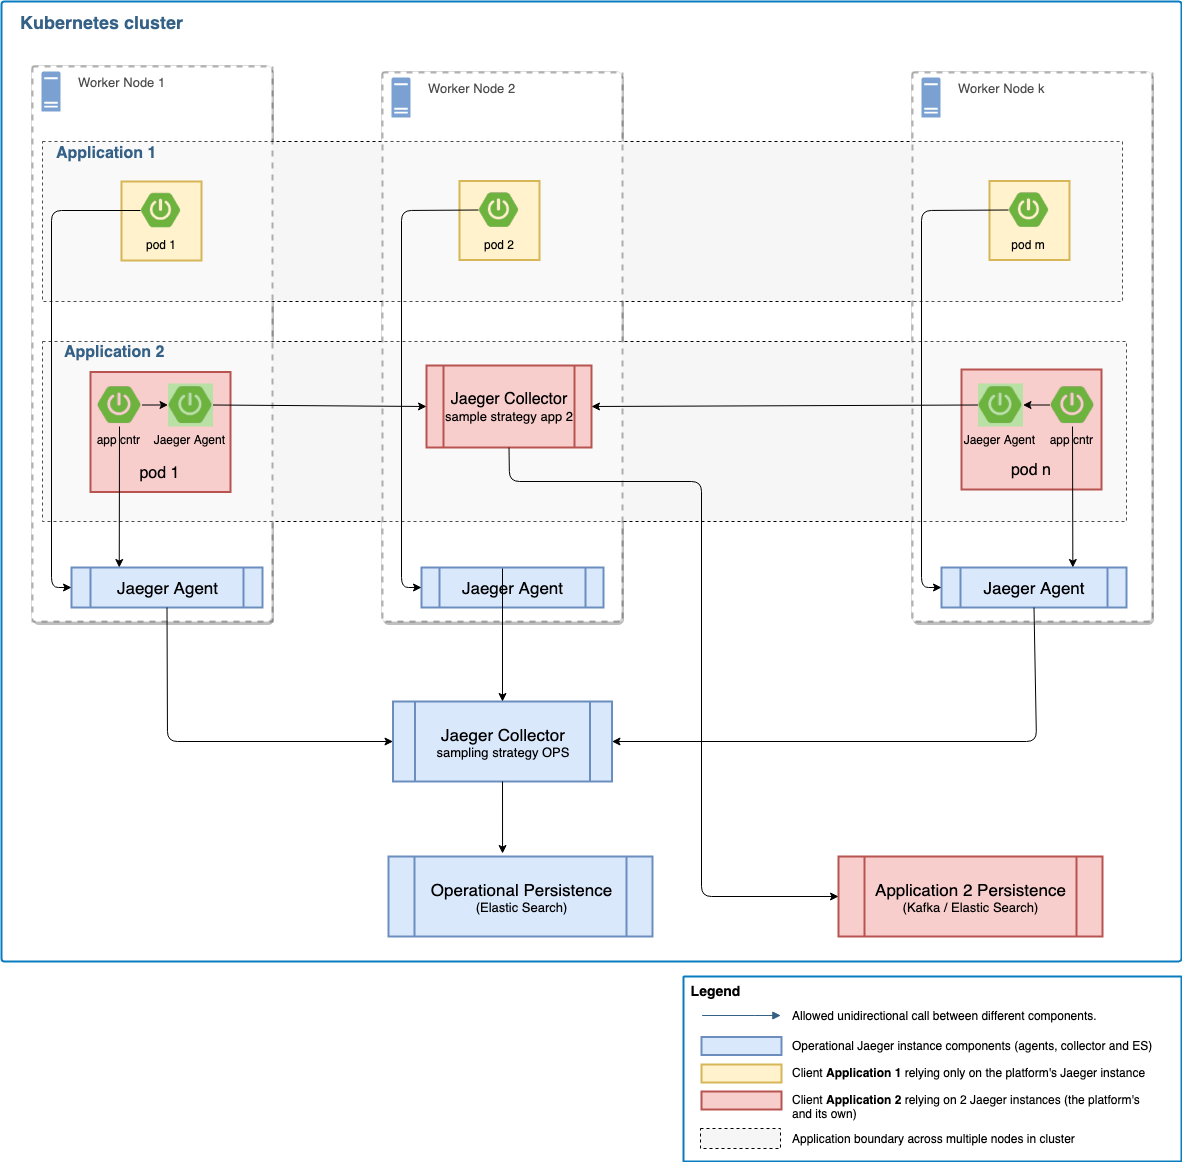 Kubernetes cluster
Worker Node 1
Worker Node 2
Worker Node k
Application 1
pod 1
pod 2
pod m
Application 2
app cntr
Jaeger Agent
pod 1
Jaeger Collector
sample strategy app 2
Jaeger Agent
app cntr
pod n
Jaeger Agent
Jaeger Agent
Jaeger Agent
Jaeger Collector
sampling strategy OPS
Operational Persistence
(Elastic Search)
Application 2 Persistence
(Kafka / Elastic Search)
Legend
Allowed unidirectional call between different components.
Operational Jaeger instance components (agents, collector and ES)
Client Application 1 relying only on the platform's Jaeger instance
Client Application 2 relying on 2 Jaeger instances (the platform's
and its own)
Application boundary across multiple nodes in cluster